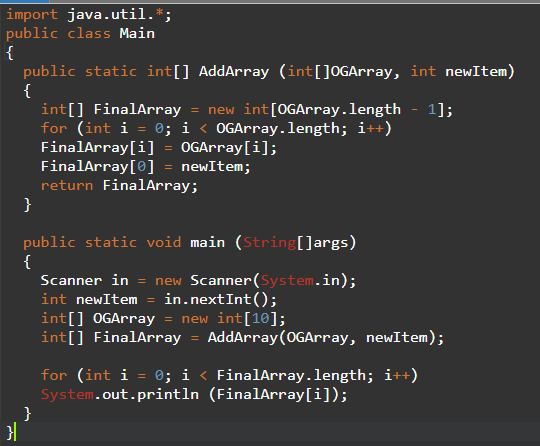 import java.util.*;
public class Main
{
  public static int[] AddArray (int[]OGArray, int newItem)
  {
    int[] FinalArray = new int[OGArray.length - 1];
    for (int i = 0; i < OGArray.length; i++)
    FinalArray[i] = OGArray[i];
    FinalArray[0] = newItem;
    return FinalArray;
  }

  public static void main (String[]args)
  {
    Scanner in = new Scanner(System.in);
    int newItem = in.nextInt();
    int[] OGArray = new int[10];
    int[] FinalArray = AddArray(OGArray, newItem);

    for (int i = 0; i < FinalArray.length; i++)
    System.out.println (FinalArray[i]);
  }
}